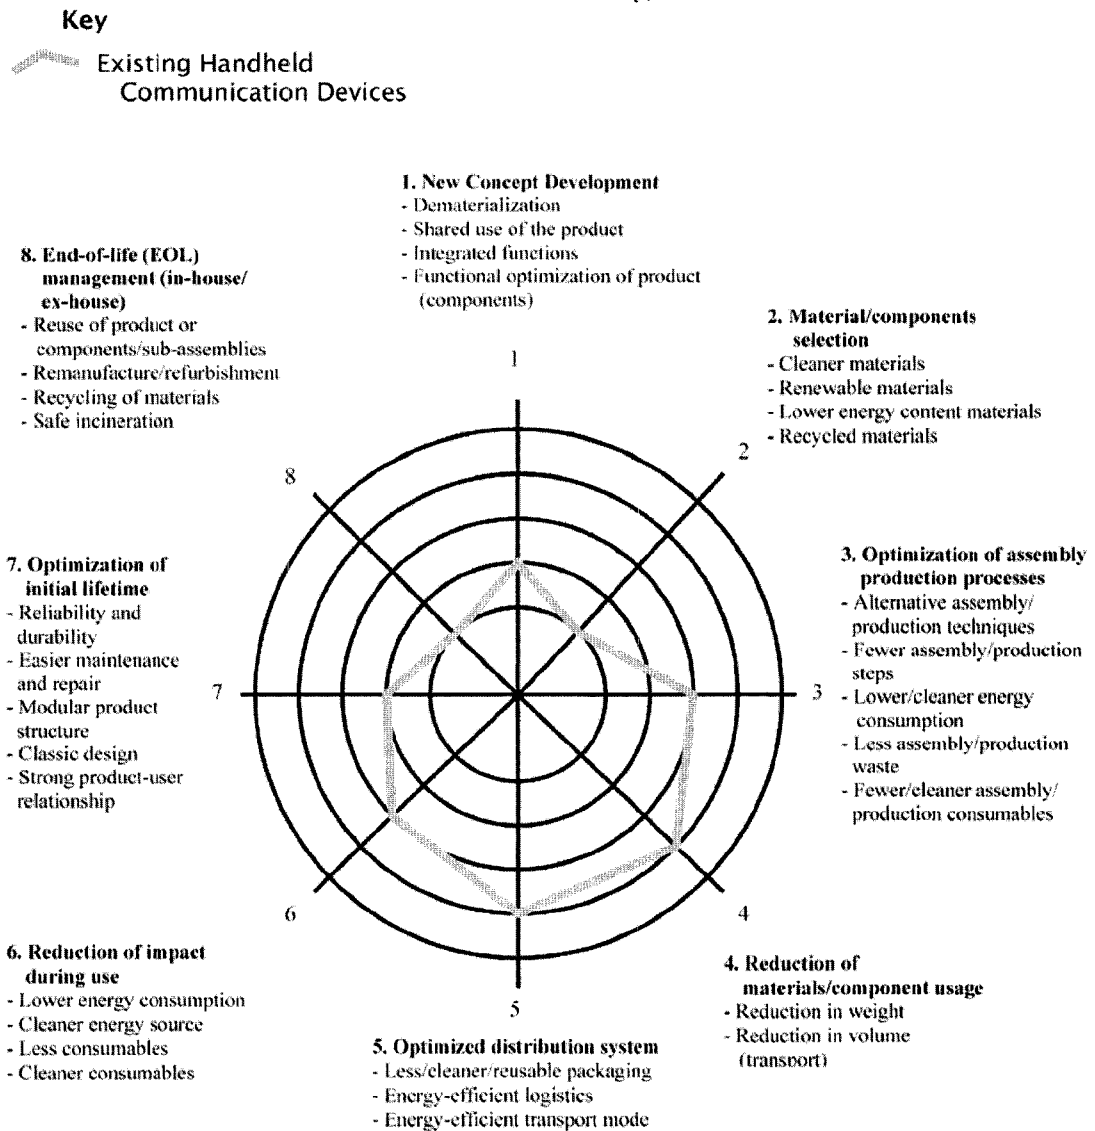 Key
Existing Handheld
Communication Devices
1. New Concept Development
- Dematerialization
- Shared use of the product
- Integrated functions
- Functional optimization of product
(components)
8. End-of-life (EOL)
management (in-house/
ex-house)
- Reuse of product or
components/sub-assemblies
- Remanufacture/refurbishment
- Recycling of materials
- Safe incineration
2. Material/components
selection
- Cleaner materials
- Renewable materials
- Lower energy content materials
- Recycled materials
1
2
8
7. Optimization of
initial lifetime
- Reliability and
durability
- Easier maintenance
and repair
- Modular product
structure
- Classic design
- Strong product-user
relationship
7
3
3. Optimization of assembly
production processes
- Alternative assembly/
production techniques
- Fewer assembly/production
steps
- Lower/cleaner energy
consumption
- Less assembly/production
waste
- Fewer/cleaner assembly/
production consumables
6
4
5
6. Reduction of impact
during use
- Lower energy consumption
- Cleaner energy source
- Less consumables
- Cleaner consumables
4. Reduction of
materials/component usage
- Reduction in weight
- Reduction in volume
(transport)
5. Optimized distribution system
- Less/cleaner/reusable packaging
- Energy-efficient logistics
- Energy-efficient transport mode